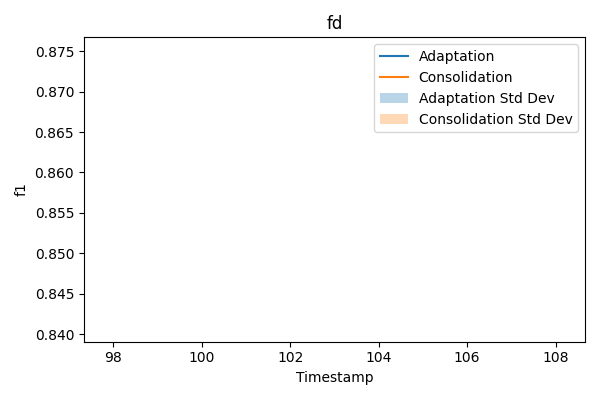 fd
0.875
0.870
0.865
0.860
0.855
0.850
0.845
0.840
f1
Adaptation
Consolidation
Adaptation Std Dev
Consolidation Std Dev
98 100 102 104 106 108
Timestamp